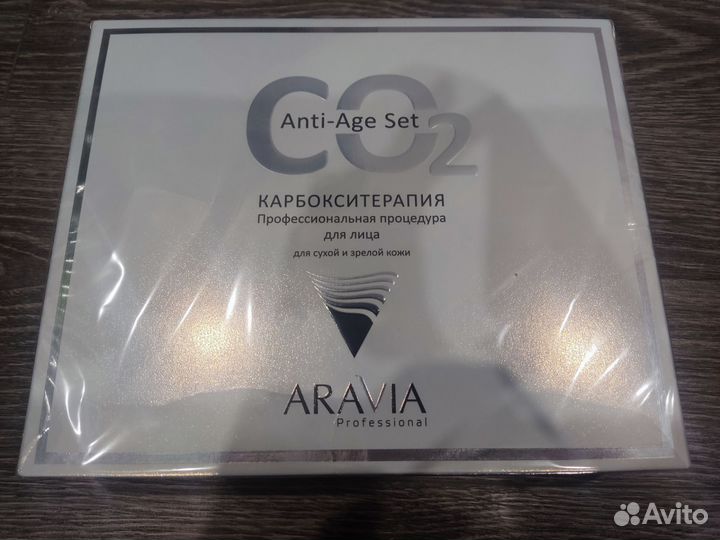 CO2
Anti-Age Set
КАРБОКСИТЕРАПИЯ
Профессиональная процедура
для лица
для сухой и зрелой кожи
ARAVIA
Professional
Avito